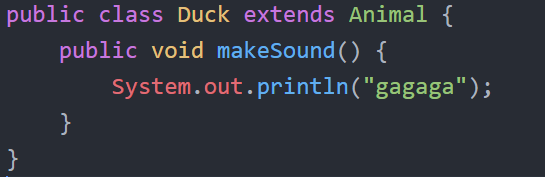 public class Duck extends Animal {
    public void makeSound() {
        System.out.println("gagaga");
    }
}